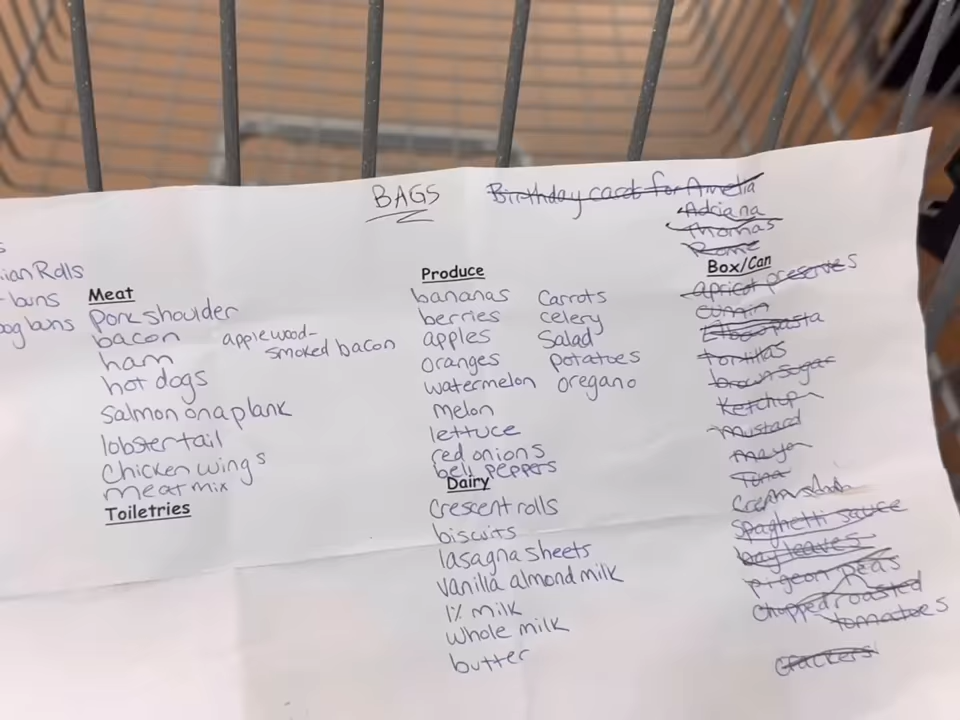 BAGS
Birthday cards for Amelia
Adriana
Thomas
Rome
ian Rolls
buns
buns
Meat
pork shoulder
bacon applewood-
smoked bacon
ham
hot dogs
salmon on a plank
lobster tail
Chicken wings
meat mix
Toiletries
Produce
bananas Carrots
berries celery
apples Salad
oranges potatoes
watermelon oregano
melon
lettuce
red onions
bell peppers
Dairy
Crescent rolls
biscuits
lasagna sheets
vanilla almond milk
1% milk
whole milk
butter
Box/Can
apricot preserves
cumin
Elbow pasta
tortillas
brown sugar
Ketchup
mustard
mayo
Tuna
Spaghetti sauce
bay leaves
pigeon peas
Chopped roasted
tomatoes
crackers